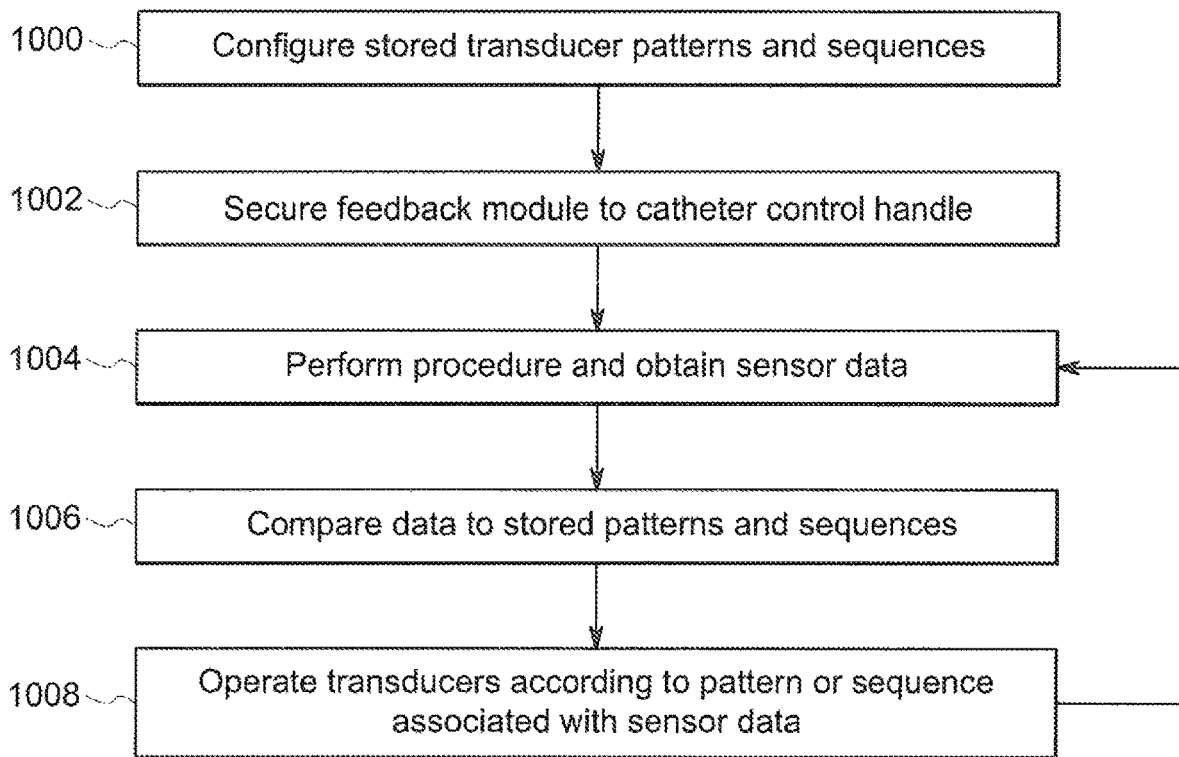 1000
Configure stored transducer patterns and sequences
1002
Secure feedback module to catheter control handle
1004
Perform procedure and obtain sensor data
1006
Compare data to stored patterns and sequences
1008
Operate transducers according to pattern or sequence
associated with sensor data